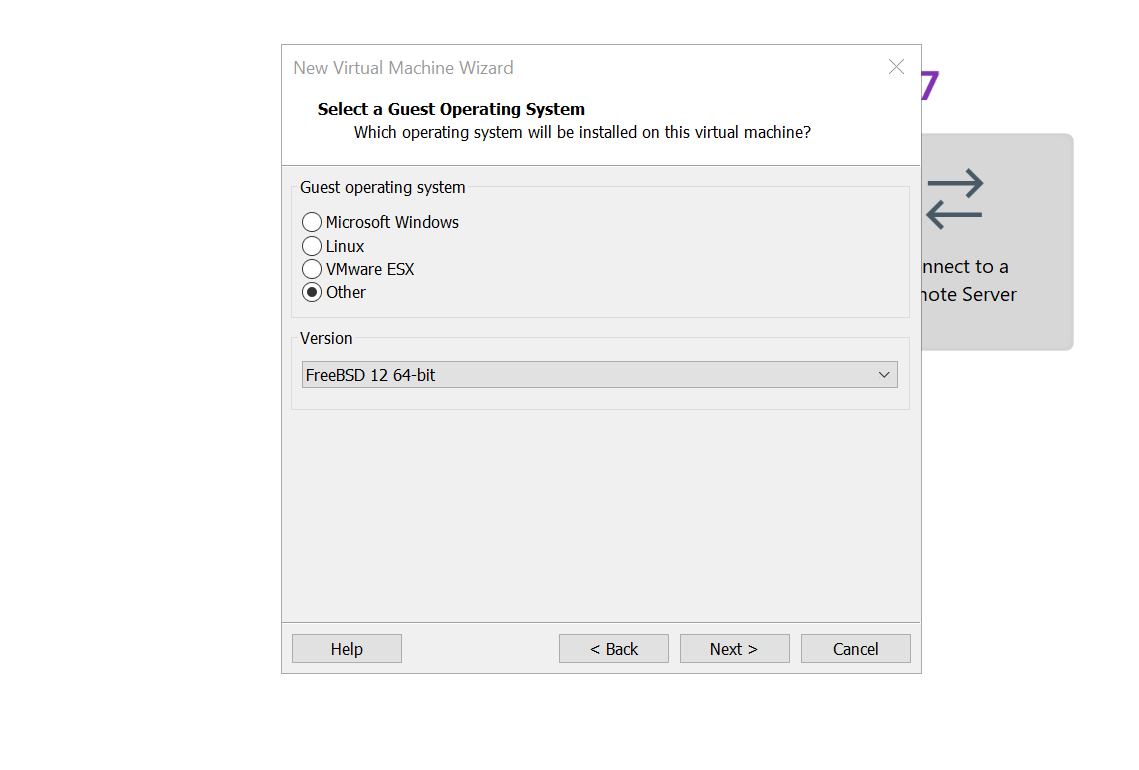 New Virtual Machine Wizard
7
Select a Guest Operating System
Which operating system will be installed on this virtual machine?
Guest operating system
Microsoft Windows
Linux
VMware ESX
Other
nnect to a
note Server
Version
FreeBSD 12 64-bit
Help
< Back
Next >
Cancel